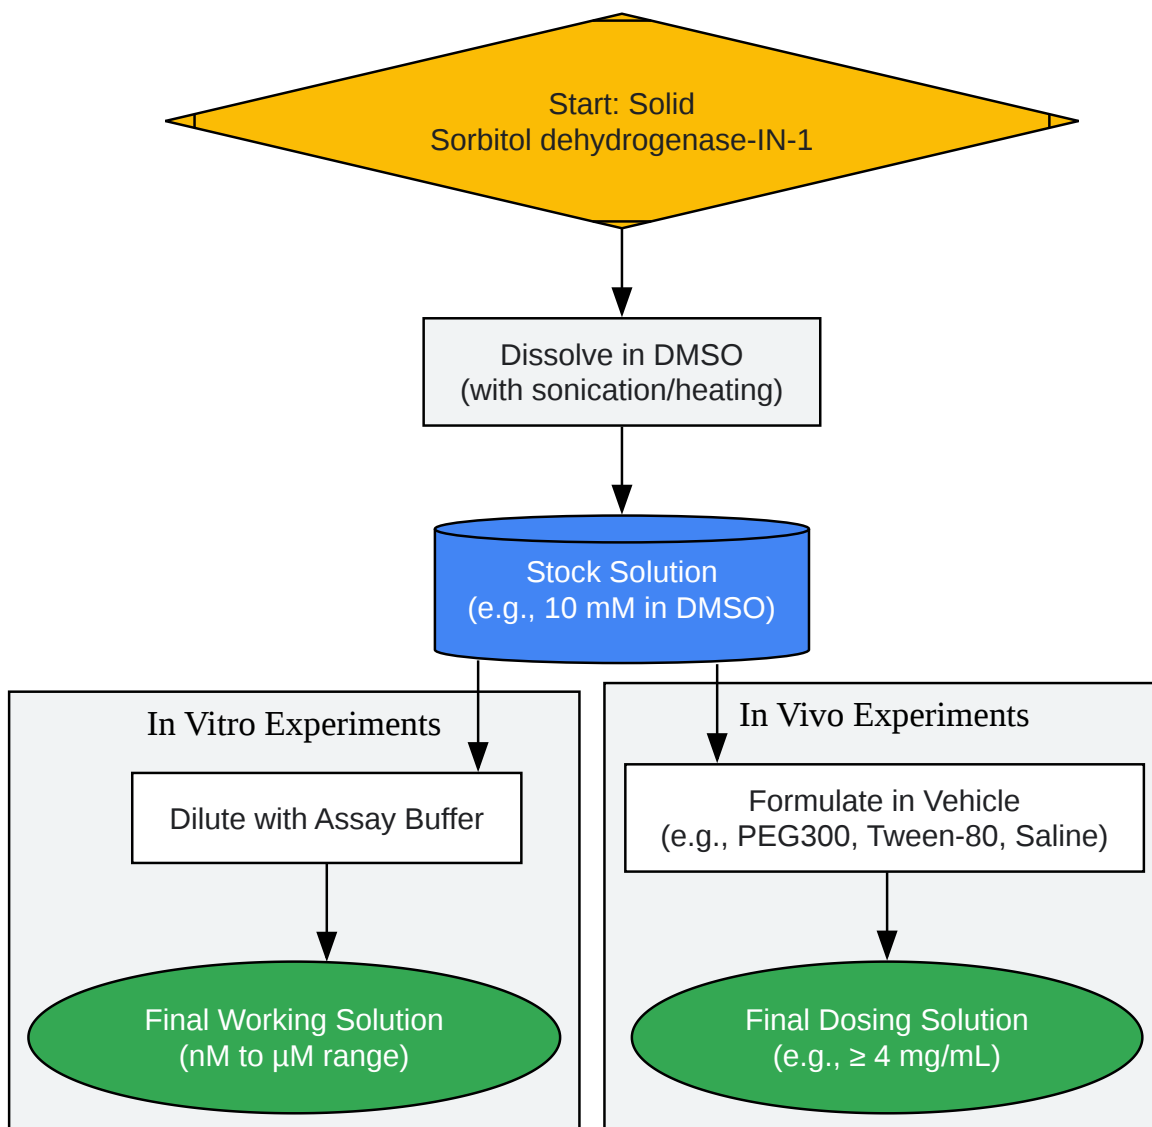 Start: Solid
Sorbitol dehydrogenase-IN-1
Dissolve in DMSO
(with sonication/heating)
Stock Solution
(e.g., 10 mM in DMSO)
In Vitro Experiments
Dilute with Assay Buffer
Final Working Solution
(nM to µM range)
In Vivo Experiments
Formulate in Vehicle
(e.g., PEG300, Tween-80, Saline)
Final Dosing Solution
(e.g., ≥ 4 mg/mL)